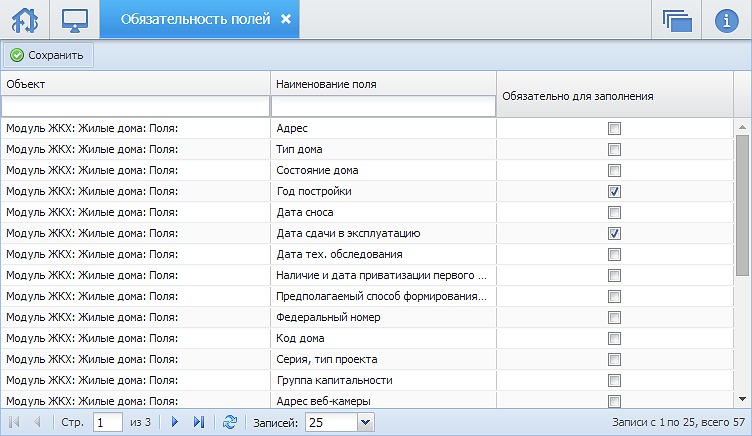 Обязательность полей
Сохранить
Объект Наименование поля Обязательно для заполнения
Модуль ЖКХ: Жилые дома: Поля: Адрес
Модуль ЖКХ: Жилые дома: Поля: Тип дома
Модуль ЖКХ: Жилые дома: Поля: Состояние дома
Модуль ЖКХ: Жилые дома: Поля: Год постройки
Модуль ЖКХ: Жилые дома: Поля: Дата сноса
Модуль ЖКХ: Жилые дома: Поля: Дата сдачи в эксплуатацию
Модуль ЖКХ: Жилые дома: Поля: Дата тех. обследования
Модуль ЖКХ: Жилые дома: Поля: Наличие и дата приватизации первого ...
Модуль ЖКХ: Жилые дома: Поля: Предполагаемый способ формирования...
Модуль ЖКХ: Жилые дома: Поля: Федеральный номер
Модуль ЖКХ: Жилые дома: Поля: Код дома
Модуль ЖКХ: Жилые дома: Поля: Серия, тип проекта
Модуль ЖКХ: Жилые дома: Поля: Группа капитальности
Модуль ЖКХ: Жилые дома: Поля: Адрес веб-камеры
Стр. 1 из 3 Записей: 25 Записи с 1 по 25, всего 57